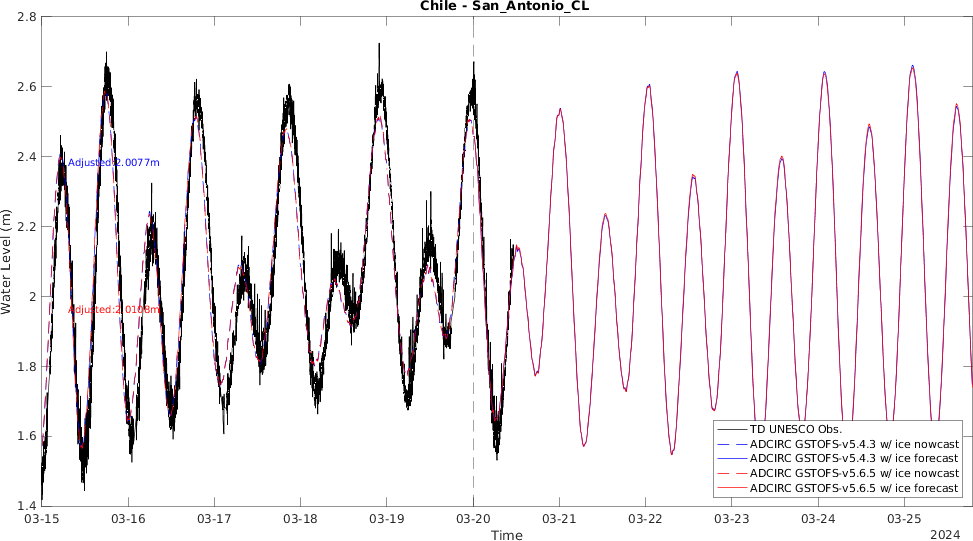 Chile - San_Antonio_CL
Water Level (m)
2.8
2.6
2.4
2.2
2
1.8
1.6
1.4
Adjusted:2.0077m
Adjusted:2.0108m
TD UNESCO Obs.
ADCIRC GSTOFS-v5.4.3 w/ ice nowcast
ADCIRC GSTOFS-v5.4.3 w/ ice forecast
ADCIRC GSTOFS-v5.6.5 w/ ice nowcast
ADCIRC GSTOFS-v5.6.5 w/ ice forecast
03-15 03-16 03-17 03-18 03-19 03-20 03-21 03-22 03-23 03-24 03-25
Time
2024